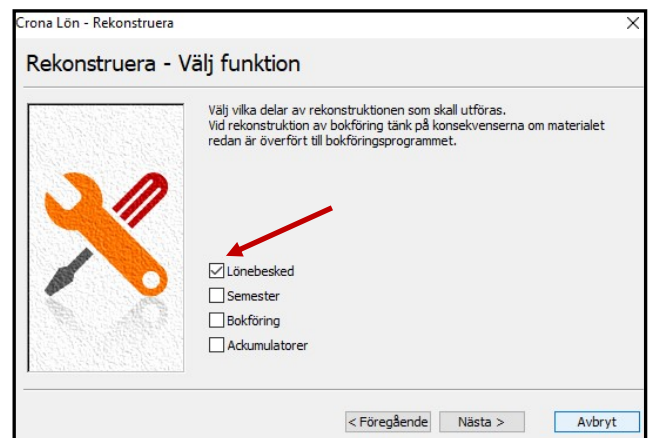 Crona Lön - Rekonstruera
Rekonstruera - Välj funktion
Välj vilka delar av rekonstruktionen som skall utföras.
Vid rekonstruktion av bokföring tänk på konsekvenserna om materialet
redan är överfört till bokföringsprogrammet.
Lönebesked
Semester
Bokföring
Ackumulatorer
< Föregående
Nästa >
Avbryt